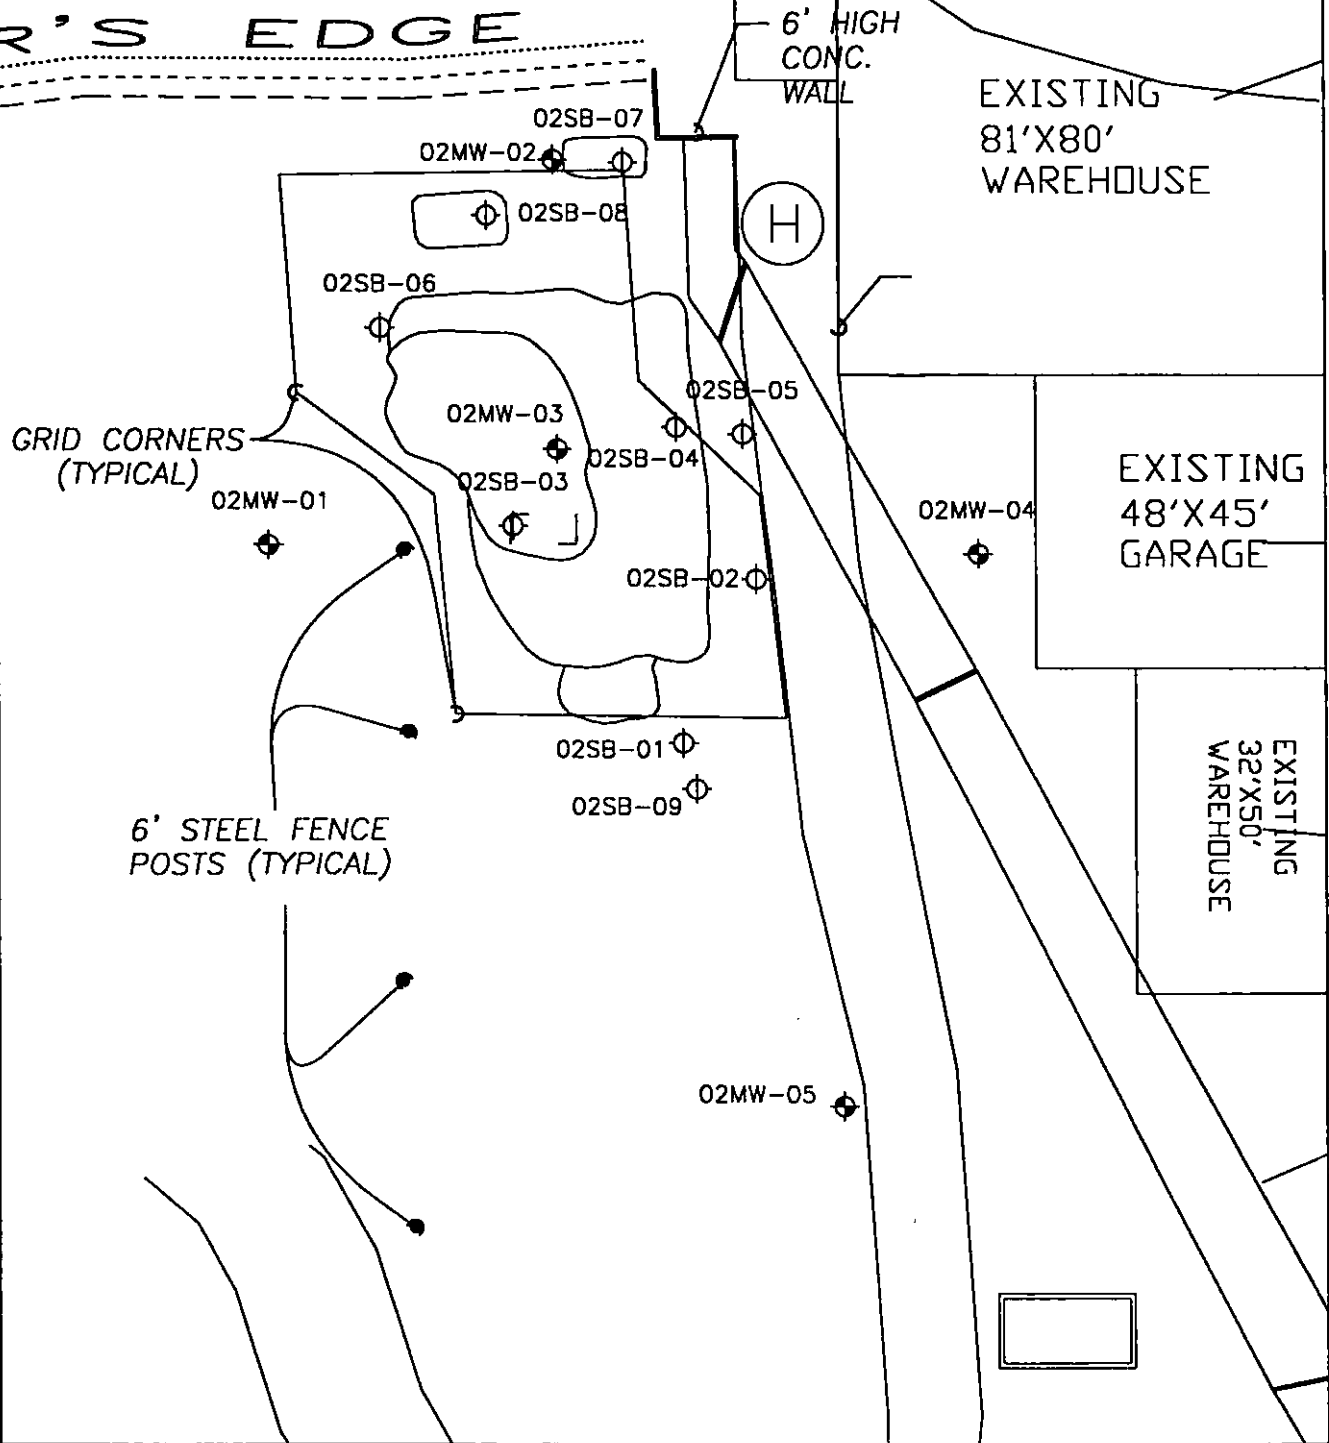 R'S EDGE
6' HIGH
CONC.
WALL
EXISTING
81'X80'
WAREHOUSE
02SB-07
02MW-02
02SB-08
H
02SB-06
02SB-05
02MW-03
GRID CORNERS
(TYPICAL)
02SB-04
EXISTING
48'X45'
GARAGE
02SB-03
02MW-01
02MW-04
02SB-02
02SB-01
02SB-09
EXISTING
32'X50'
WAREHOUSE
6' STEEL FENCE
POSTS (TYPICAL)
02MW-05